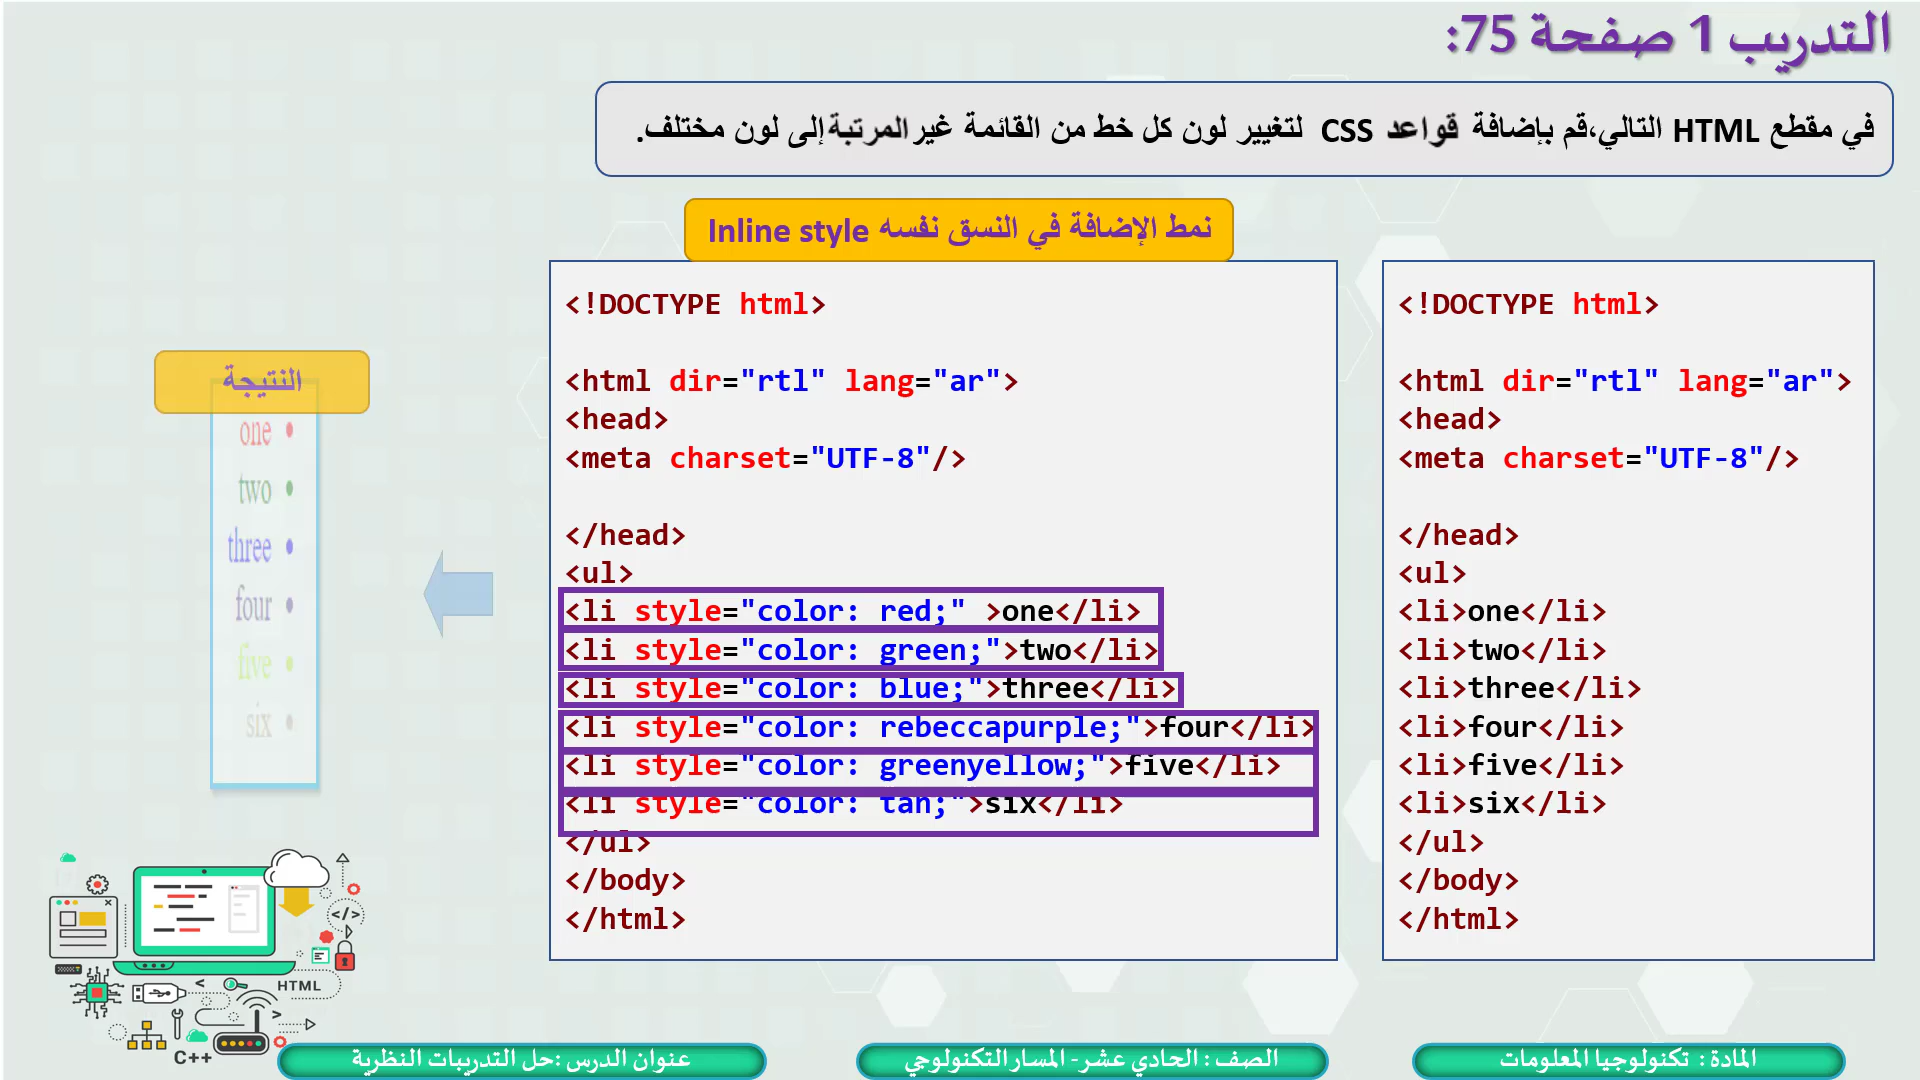 التدريب 1 صفحة 75:
في مقطع HTML التالي،قم بإضافة قواعد CSS لتغيير لون كل خط من القائمة غير المرتبة إلى لون مختلف.
نمط الإضافة في النسق نفسه Inline style
<!DOCTYPE html>
<html dir="rtl" lang="ar">
<head>
<meta charset="UTF-8"/>
</head>
<ul>
<li>one</li>
<li>two</li>
<li>three</li>
<li>four</li>
<li>five</li>
<li>six</li>
</ul>
</body>
</html>
<!DOCTYPE html>
<html dir="rtl" lang="ar">
<head>
<meta charset="UTF-8"/>
</head>
<ul>
<li style="color: red;" >one</li>
<li style="color: green;">two</li>
<li style="color: blue;">three</li>
<li style="color: rebeccapurple;">four</li>
<li style="color: greenyellow;">five</li>
<li style="color: tan;">six</li>
</ul>
</body>
</html>
النتيجة
• one
• two
• three
• four
• five
• six
</>
HTML
C++
المادة : تكنولوجيا المعلومات
الصف : الحادي عشر- المسار التكنولوجي
عنوان الدرس :حل التدريبات النظرية